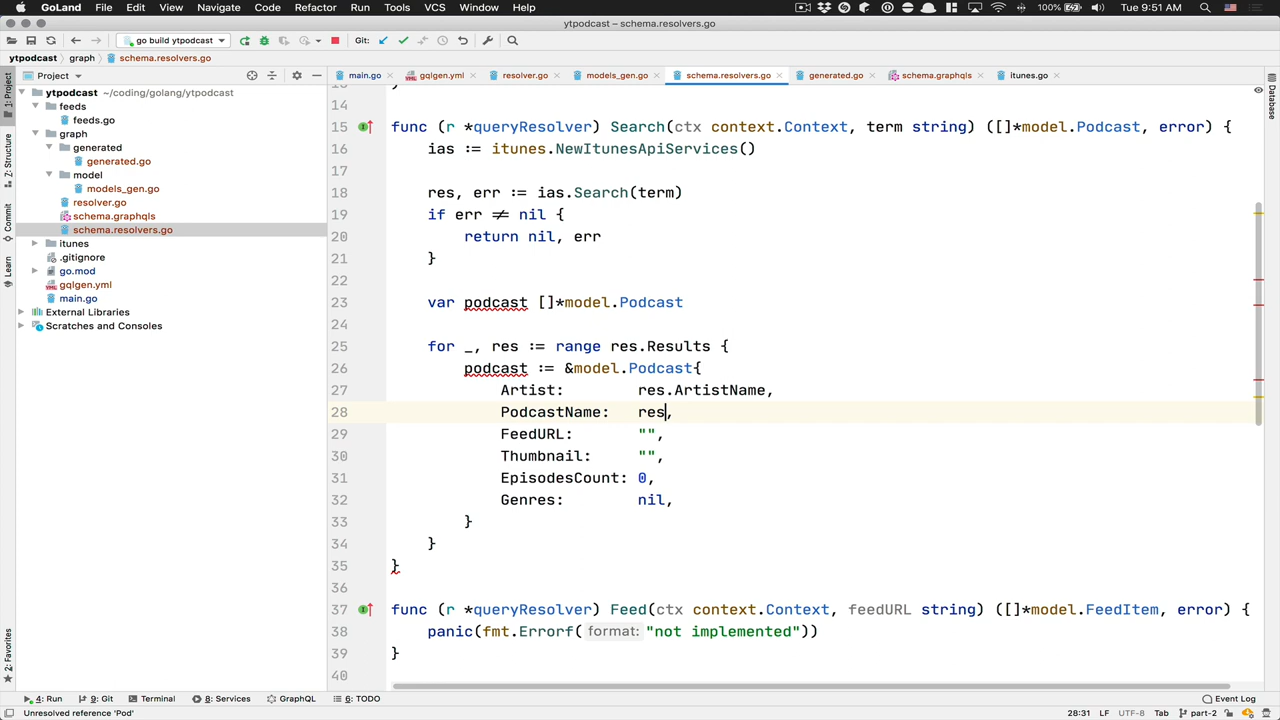 GoLand File Edit View Navigate Code Refactor Run Tools VCS Window Help 100% Tue 9:51 AM
ytpodcast – schema.resolvers.go
go build ytpodcast Git:
ytpodcast graph schema.resolvers.go
Project main.go gqlgen.yml resolver.go models_gen.go schema.resolvers.go generated.go schema.graphqls itunes.go
ytpodcast ~/coding/golang/ytpodcast
feeds
feeds.go
graph
generated
generated.go
model
models_gen.go
resolver.go
schema.graphqls
schema.resolvers.go
itunes
.gitignore
go.mod
gqlgen.yml
main.go
External Libraries
Scratches and Consoles
1: Project
7: Structure
Commit
Learn
2: Favorites
Database
14
15 func (r *queryResolver) Search(ctx context.Context, term string) ([]*model.Podcast, error) {
16 ias := itunes.NewItunesApiServices()
17
18 res, err := ias.Search(term)
19 if err ≠ nil {
20 return nil, err
21 }
22
23 var podcast []*model.Podcast
24
25 for _, res := range res.Results {
26 podcast := &model.Podcast{
27 Artist: res.ArtistName,
28 PodcastName: res,
29 FeedURL: "",
30 Thumbnail: "",
31 EpisodesCount: 0,
32 Genres: nil,
33 }
34 }
35 }
36
37 func (r *queryResolver) Feed(ctx context.Context, feedURL string) ([]*model.FeedItem, error) {
38 panic(fmt.Errorf( format: "not implemented"))
39 }
40
4: Run 9: Git Terminal 8: Services GraphQL 6: TODO Event Log
Unresolved reference 'Pod' 28:31 LF UTF-8 Tab part-2